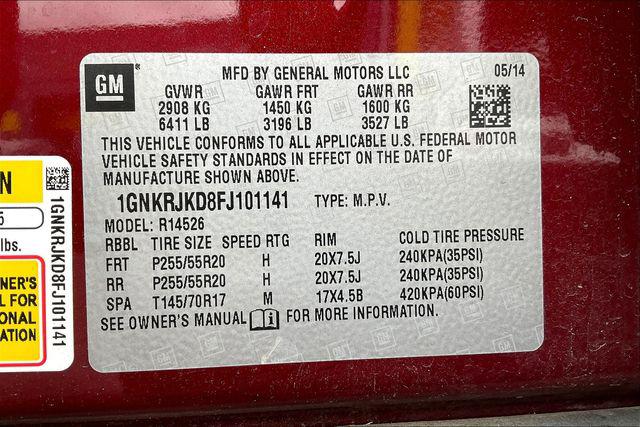 GM
MFD BY GENERAL MOTORS LLC 05/14
GVWR GAWR FRT GAWR RR
2908 KG 1450 KG 1600 KG
6411 LB 3196 LB 3527 LB
THIS VEHICLE CONFORMS TO ALL APPLICABLE U.S. FEDERAL MOTOR
VEHICLE SAFETY STANDARDS IN EFFECT ON THE DATE OF
MANUFACTURE SHOWN ABOVE.
1GNKRJKD8FJ101141 TYPE: M.P.V.
MODEL: R14526
RBBL TIRE SIZE SPEED RTG RIM COLD TIRE PRESSURE
FRT P255/55R20 H 20X7.5J 240KPA(35PSI)
RR P255/55R20 H 20X7.5J 240KPA(35PSI)
SPA T145/70R17 M 17X4.5B 420KPA(60PSI)
SEE OWNER'S MANUAL FOR MORE INFORMATION.
N
5
lbs.
NER'S
L FOR
ONAL
ATION
1GNKRJKD8FJ101141